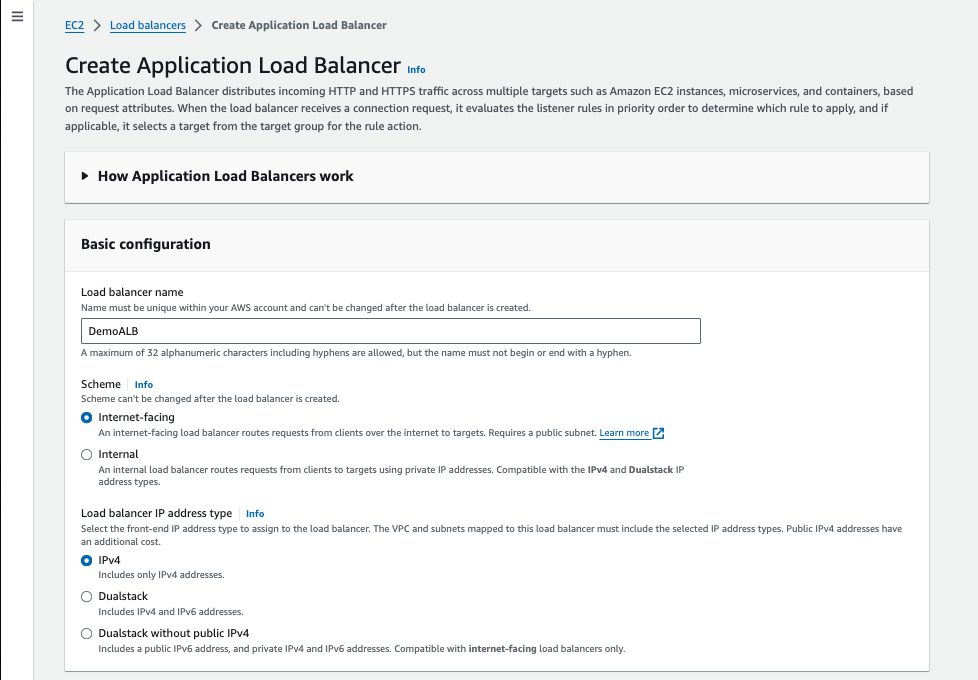 EC2 > Load balancers > Create Application Load Balancer
Create Application Load Balancer Info
The Application Load Balancer distributes incoming HTTP and HTTPS traffic across multiple targets such as Amazon EC2 instances, microservices, and containers, based
on request attributes. When the load balancer receives a connection request, it evaluates the listener rules in priority order to determine which rule to apply, and if
applicable, it selects a target from the target group for the rule action.
How Application Load Balancers work
Basic configuration
Load balancer name
Name must be unique within your AWS account and can't be changed after the load balancer is created.
DemoALB
A maximum of 32 alphanumeric characters including hyphens are allowed, but the name must not begin or end with a hyphen.
Scheme Info
Scheme can't be changed after the load balancer is created.
Internet-facing
An internet-facing load balancer routes requests from clients over the internet to targets. Requires a public subnet. Learn more
Internal
An internal load balancer routes requests from clients to targets using private IP addresses. Compatible with the IPv4 and Dualstack IP
address types.
Load balancer IP address type Info
Select the front-end IP address type to assign to the load balancer. The VPC and subnets mapped to this load balancer must include the selected IP address types. Public IPv4 addresses have
an additional cost.
IPv4
Includes only IPv4 addresses.
Dualstack
Includes IPv4 and IPv6 addresses.
Dualstack without public IPv4
Includes a public IPv6 address, and private IPv4 and IPv6 addresses. Compatible with internet-facing load balancers only.